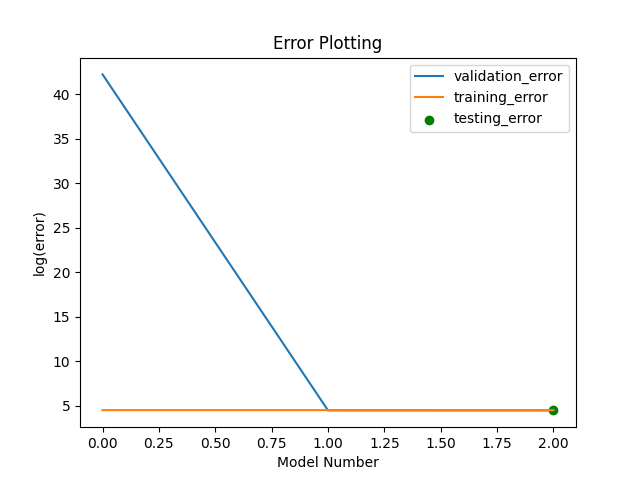 Error Plotting
validation_error
training_error
testing_error
log(error)
40
35
30
25
20
15
10
5
0.00 0.25 0.50 0.75 1.00 1.25 1.50 1.75 2.00
Model Number